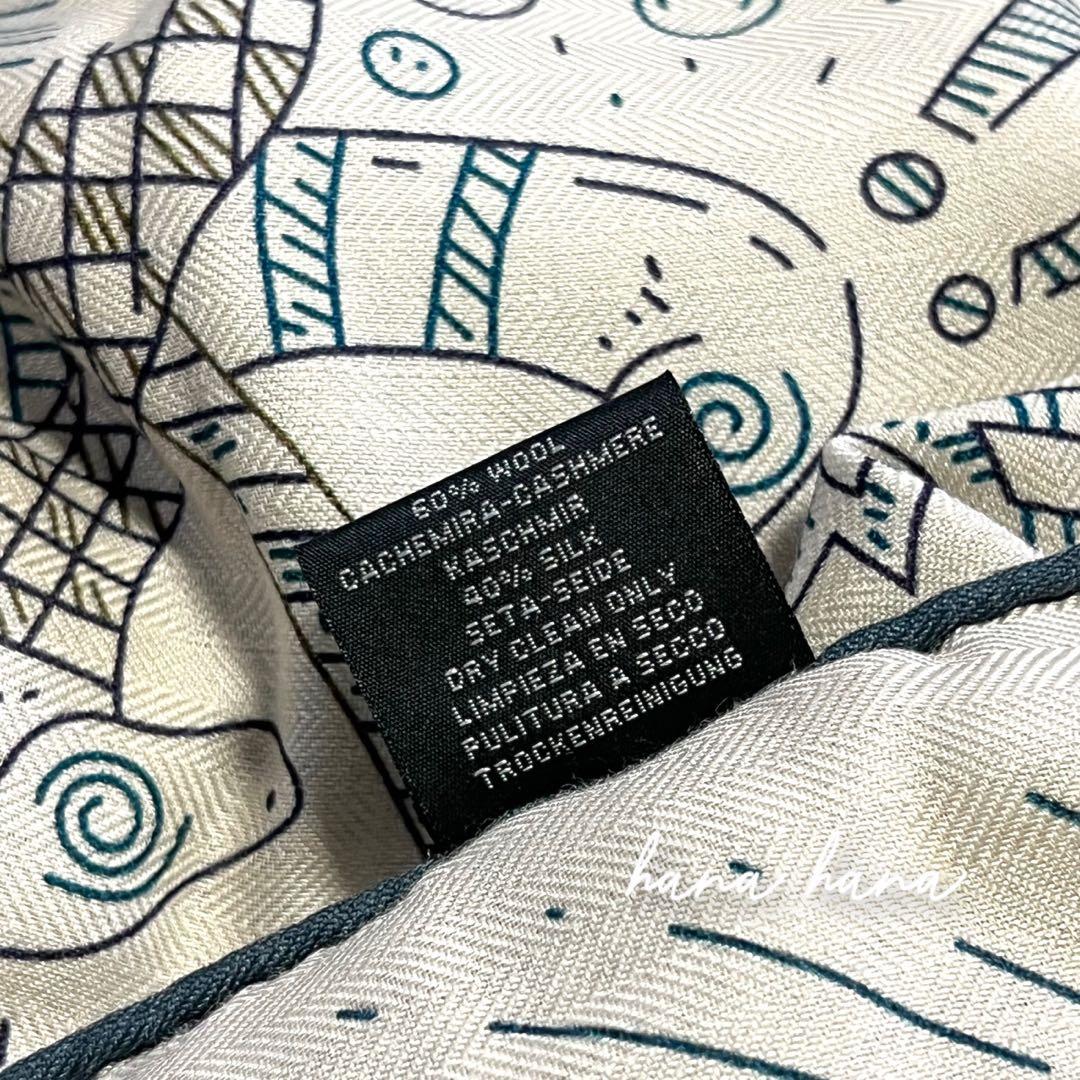 60% WOOL
CACHEMIRA-CASHMERE
KASCHMIR
40% SILK
SETA-SEIDE
DRY CLEAN ONLY
LIMPIEZA EN SECO
PULITURA A SECCO
TROCKENREINIGUNG
hana hana